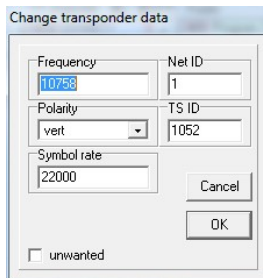 Change transponder data
Frequency
Net ID
10758
1
Polarity
TS ID
vert
1052
Symbol rate
22000
Cancel
OK
unwanted